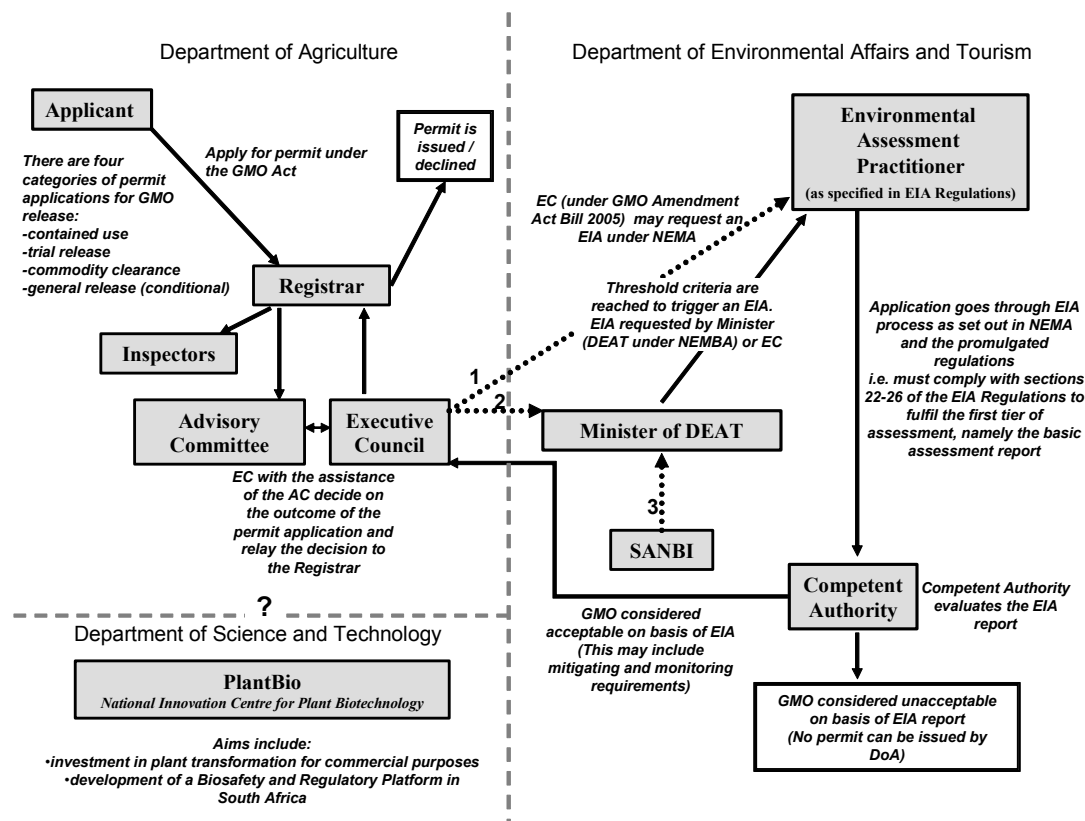 Department of Agriculture
Applicant
There are four
categories of permit
applications for GMO
release:
-contained use
-trial release
-commodity clearance
-general release (conditional)
Apply for permit under
the GMO Act
Permit is
issued /
declined
Registrar
Inspectors
Advisory
Committee
Executive
Council
EC with the assistance
of the AC decide on
the outcome of the
permit application and
relay the decision to
the Registrar
?
Department of Science and Technology
PlantBio
National Innovation Centre for Plant Biotechnology
Aims include:
•investment in plant transformation for commercial purposes
•development of a Biosafety and Regulatory Platform in
South Africa
Department of Environmental Affairs and Tourism
Environmental
Assessment
Practitioner
(as specified in EIA Regulations)
EC (under GMO Amendment
Act Bill 2005) may request an
EIA under NEMA
Threshold criteria are
reached to trigger an EIA.
EIA requested by Minister
(DEAT under NEMBA) or EC
1
2
Minister of DEAT
3
SANBI
Application goes through EIA
process as set out in NEMA
and the promulgated
regulations
i.e. must comply with sections
22-26 of the EIA Regulations to
fulfil the first tier of
assessment, namely the basic
assessment report
Competent
Authority
Competent Authority
evaluates the EIA
report
GMO considered
acceptable on basis of EIA
(This may include
mitigating and monitoring
requirements)
GMO considered unacceptable
on basis of EIA report
(No permit can be issued by
DoA)